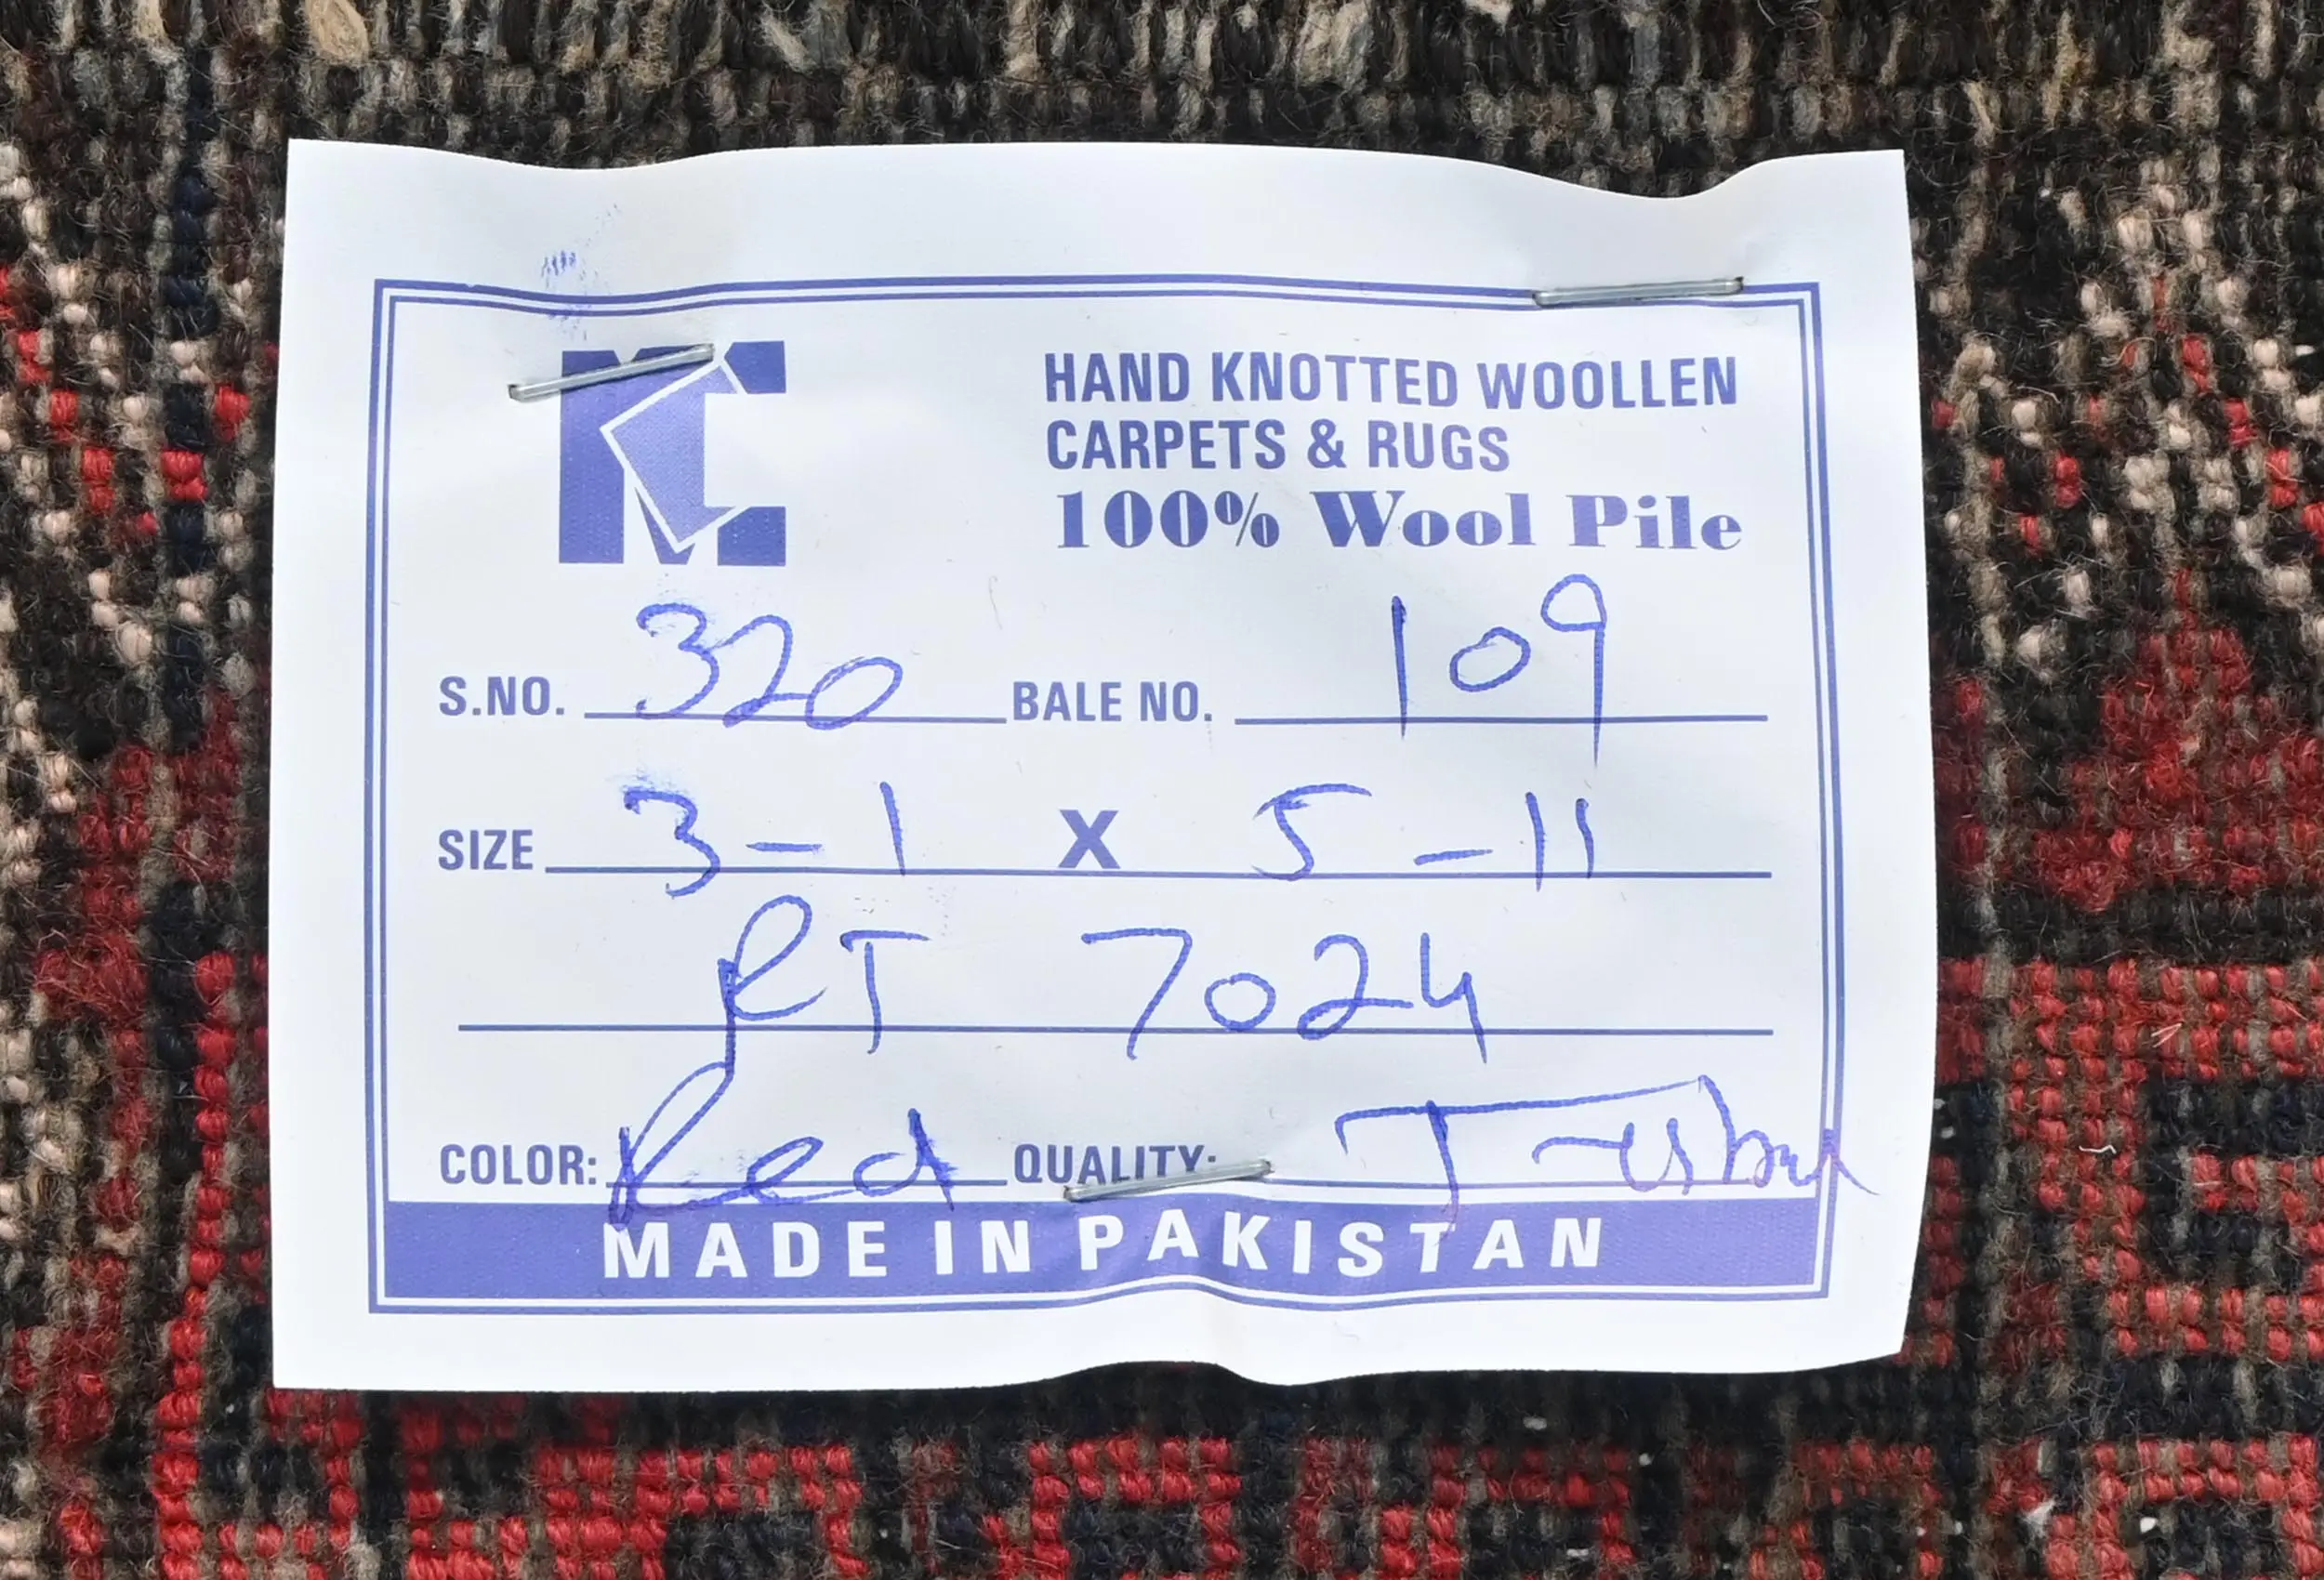 HAND KNOTTED WOOLLEN
CARPETS & RUGS
100% Wool Pile
S.NO. 320 BALE NO. 109
SIZE 3-1 X 5-11
RT 7024
COLOR: Red QUALITY:
MADE IN PAKISTAN